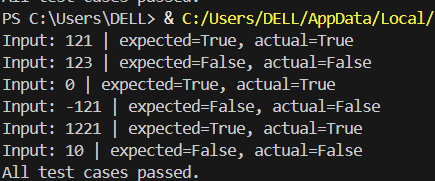 All test cases passed.
PS C:\Users\DELL> & C:/Users/DELL/AppData/Local/
Input: 121 | expected=True, actual=True
Input: 123 | expected=False, actual=False
Input: 0 | expected=True, actual=True
Input: -121 | expected=False, actual=False
Input: 1221 | expected=True, actual=True
Input: 10 | expected=False, actual=False
All test cases passed.